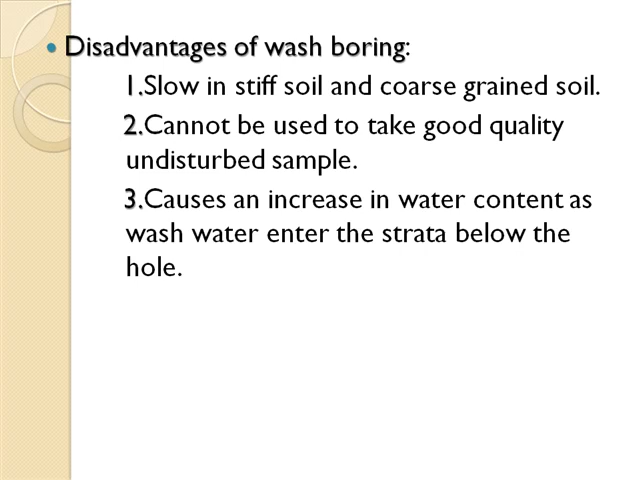 Disadvantages of wash boring:
1.Slow in stiff soil and coarse grained soil.
2.Cannot be used to take good quality
undisturbed sample.
3.Causes an increase in water content as
wash water enter the strata below the
hole.